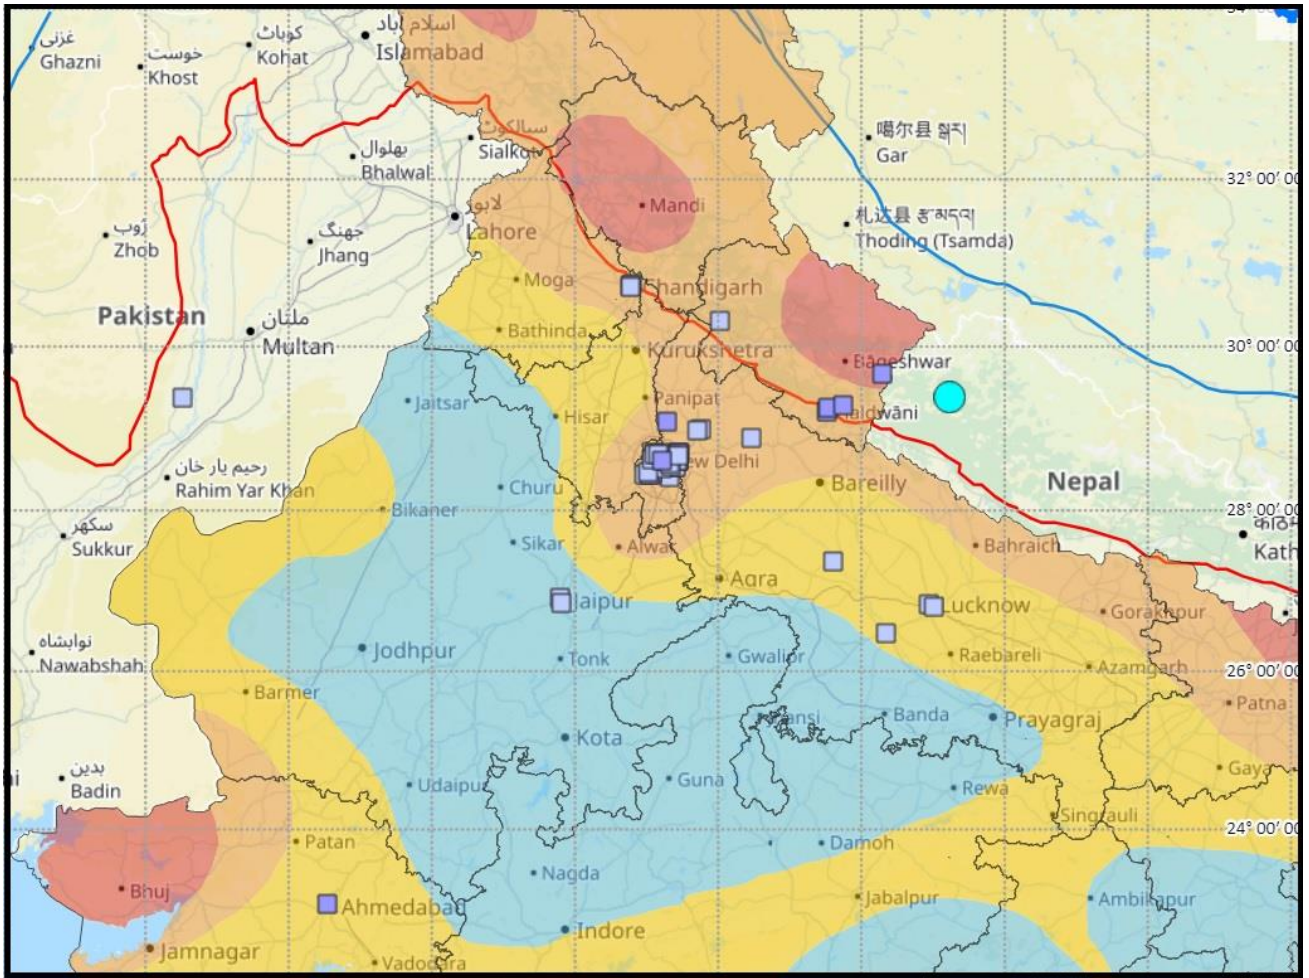 غزنی
Ghazni
کوہاٹ
Kohat
خوست
Khost
اسلام آباد
Islamabad
سیالکوٹ
Sialkot
بھلوال
Bhalwal
لاہور
Lahore
ژوب
Zhob
جھنگ
Jhang
噶尔县
Gar
32° 00′ 00′
Thoding (Tsamda)
Mandi
Moga
Chandigarh
Pakistan
ملتان
Multan
Bathinda
Kurukshetra
Bageshwar
30° 00′ 00′
Jaitsar
Hisar
Panipat
Haldwāni
رحیم یار خان
Rahim Yar Khan
Churu
New Delhi
Bareilly
Nepal
Bikaner
28° 00′ 00′
سکھر
Sukkur
Sikar
Alwar
Bahraich
Kath
Agra
Jaipur
Lucknow
Gorakhpur
نوابشاہ
Nawabshah
Jodhpur
Tonk
Gwalior
Raebareli
Azamgarh
26° 00′ 00′
Barmer
Patna
Banda
Prayagraj
Kota
بدین
Badin
Udaipur
Guna
Rewa
Gaya
Singrauli
24° 00′ 00′
Patan
Damoh
Bhuj
Nagda
Ahmedabad
Jabalpur
Ambikapur
Jamnagar
Indore
Vadodara